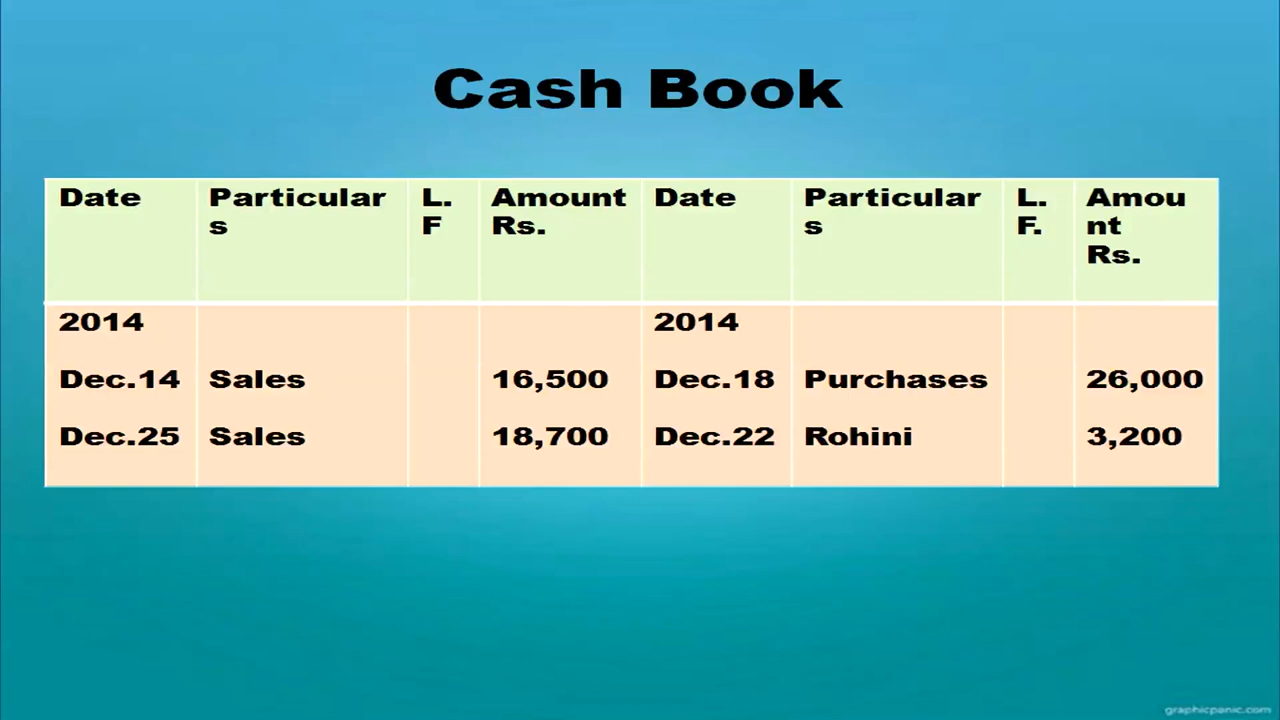 Cash Book
Date Particular L. Amount Date Particular L. Amou
s F Rs. s F. nt
Rs.
2014 2014
Dec.14 Sales 16,500 Dec.18 Purchases 26,000
Dec.25 Sales 18,700 Dec.22 Rohini 3,200
graphicpanic.com